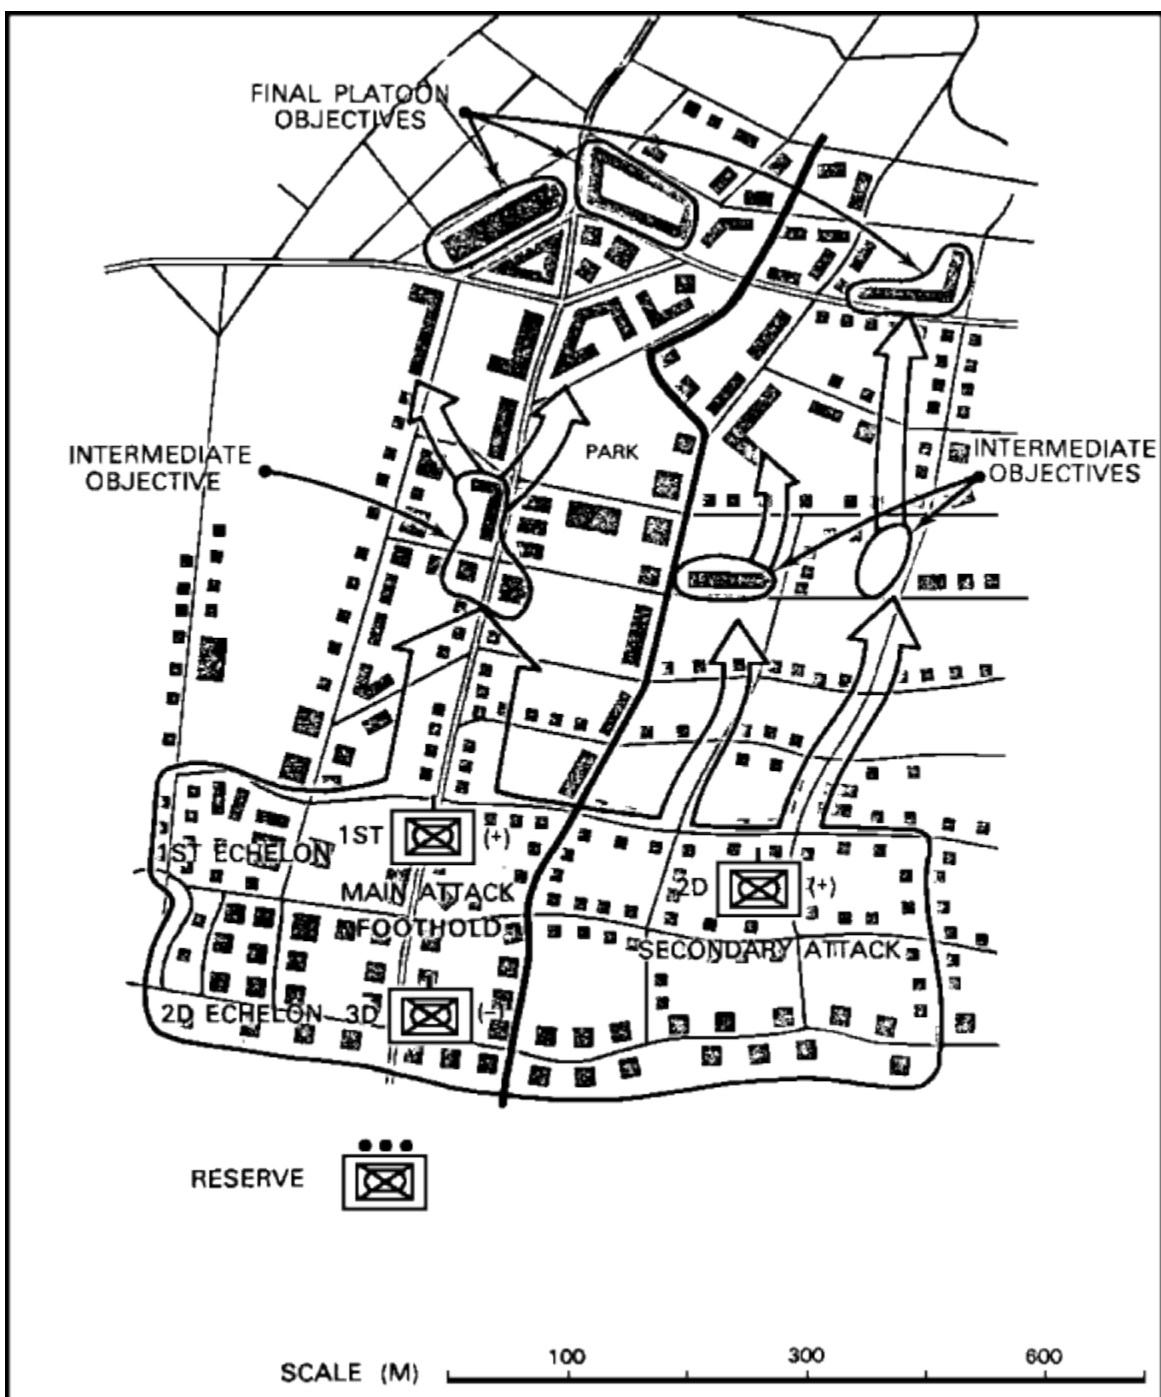 FINAL PLATOON
OBJECTIVES
INTERMEDIATE
OBJECTIVE
PARK
INTERMEDIATE
OBJECTIVES
1ST (+)
1ST ECHELON
2D (+)
MAIN ATTACK
FOOTHOLD
SECONDARY ATTACK
2D ECHELON 3D (-)
RESERVE
100 300 600
SCALE (M)